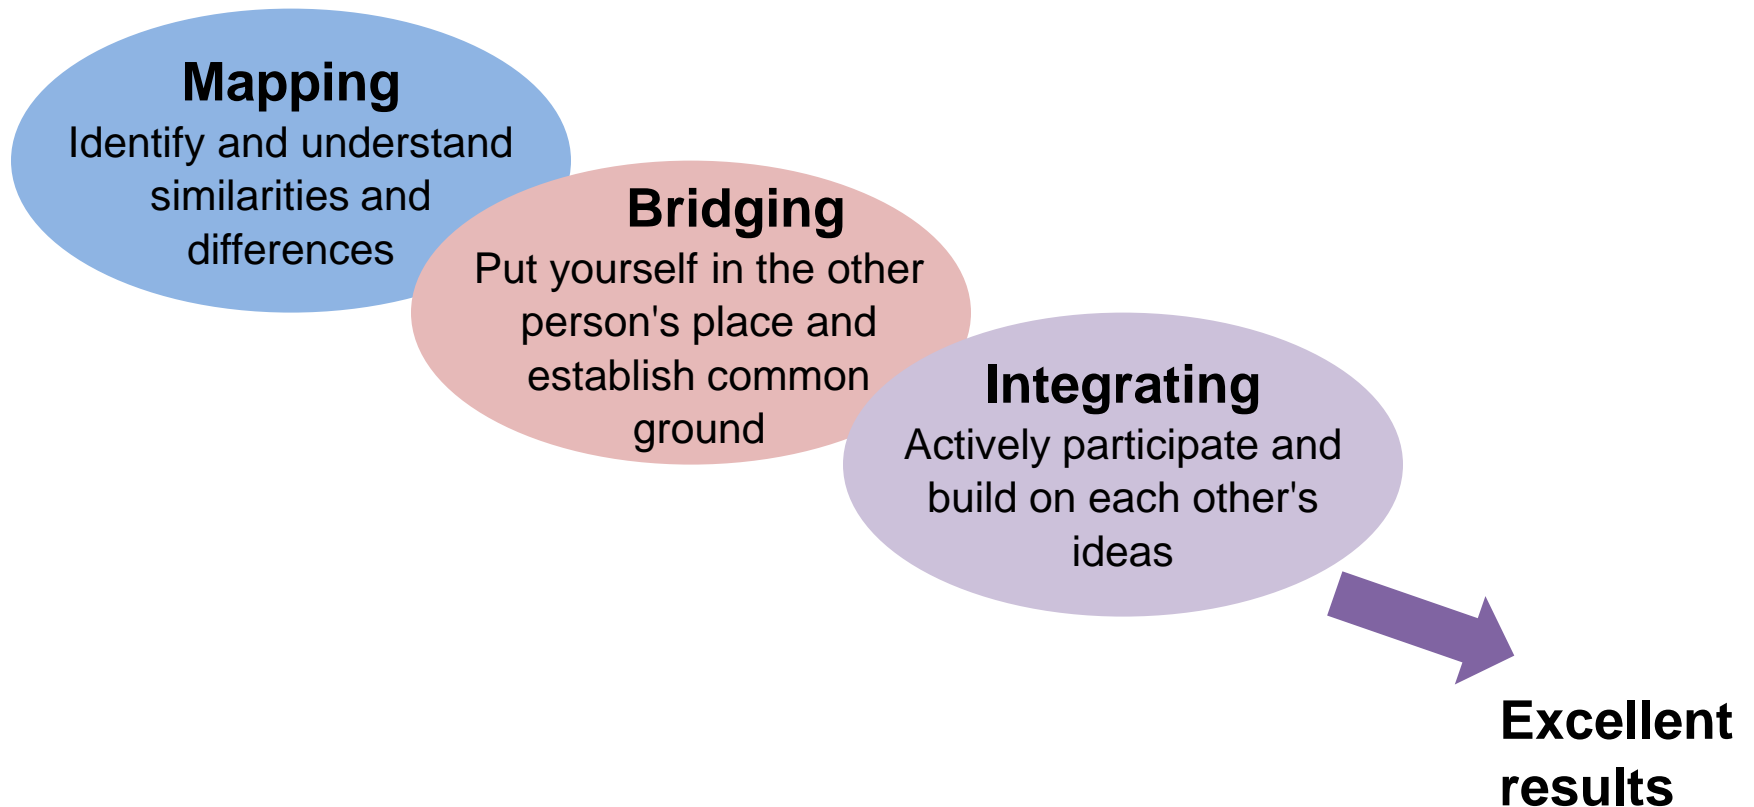 Mapping
Identify and understand
similarities and
differences
Bridging
Put yourself in the other
person's place and
establish common
ground
Integrating
Actively participate and
build on each other's
ideas
Excellent
results